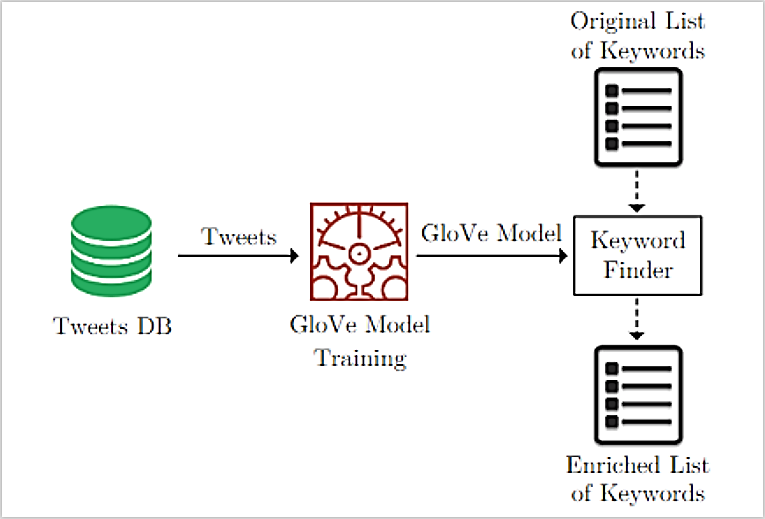 Original List
of Keywords
Tweets
GloVe Model
Keyword
Finder
Tweets DB
GloVe Model
Training
Enriched List
of Keywords